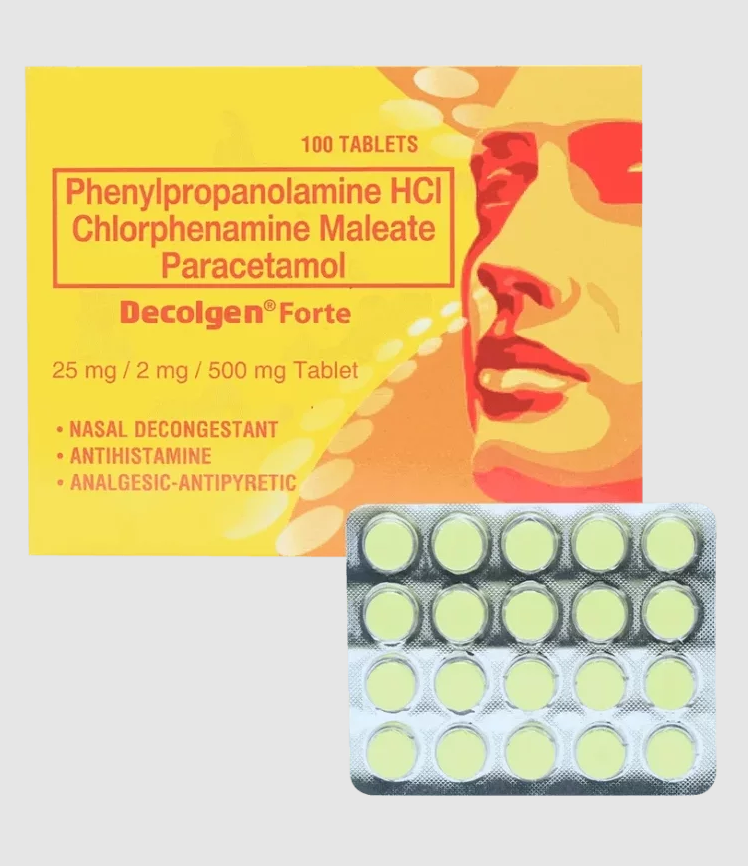 100 TABLETS
Phenylpropanolamine HCl
Chlorphenamine Maleate
Paracetamol
Decolgen® Forte
25 mg / 2 mg / 500 mg Tablet
• NASAL DECONGESTANT
• ANTIHISTAMINE
• ANALGESIC-ANTIPYRETIC